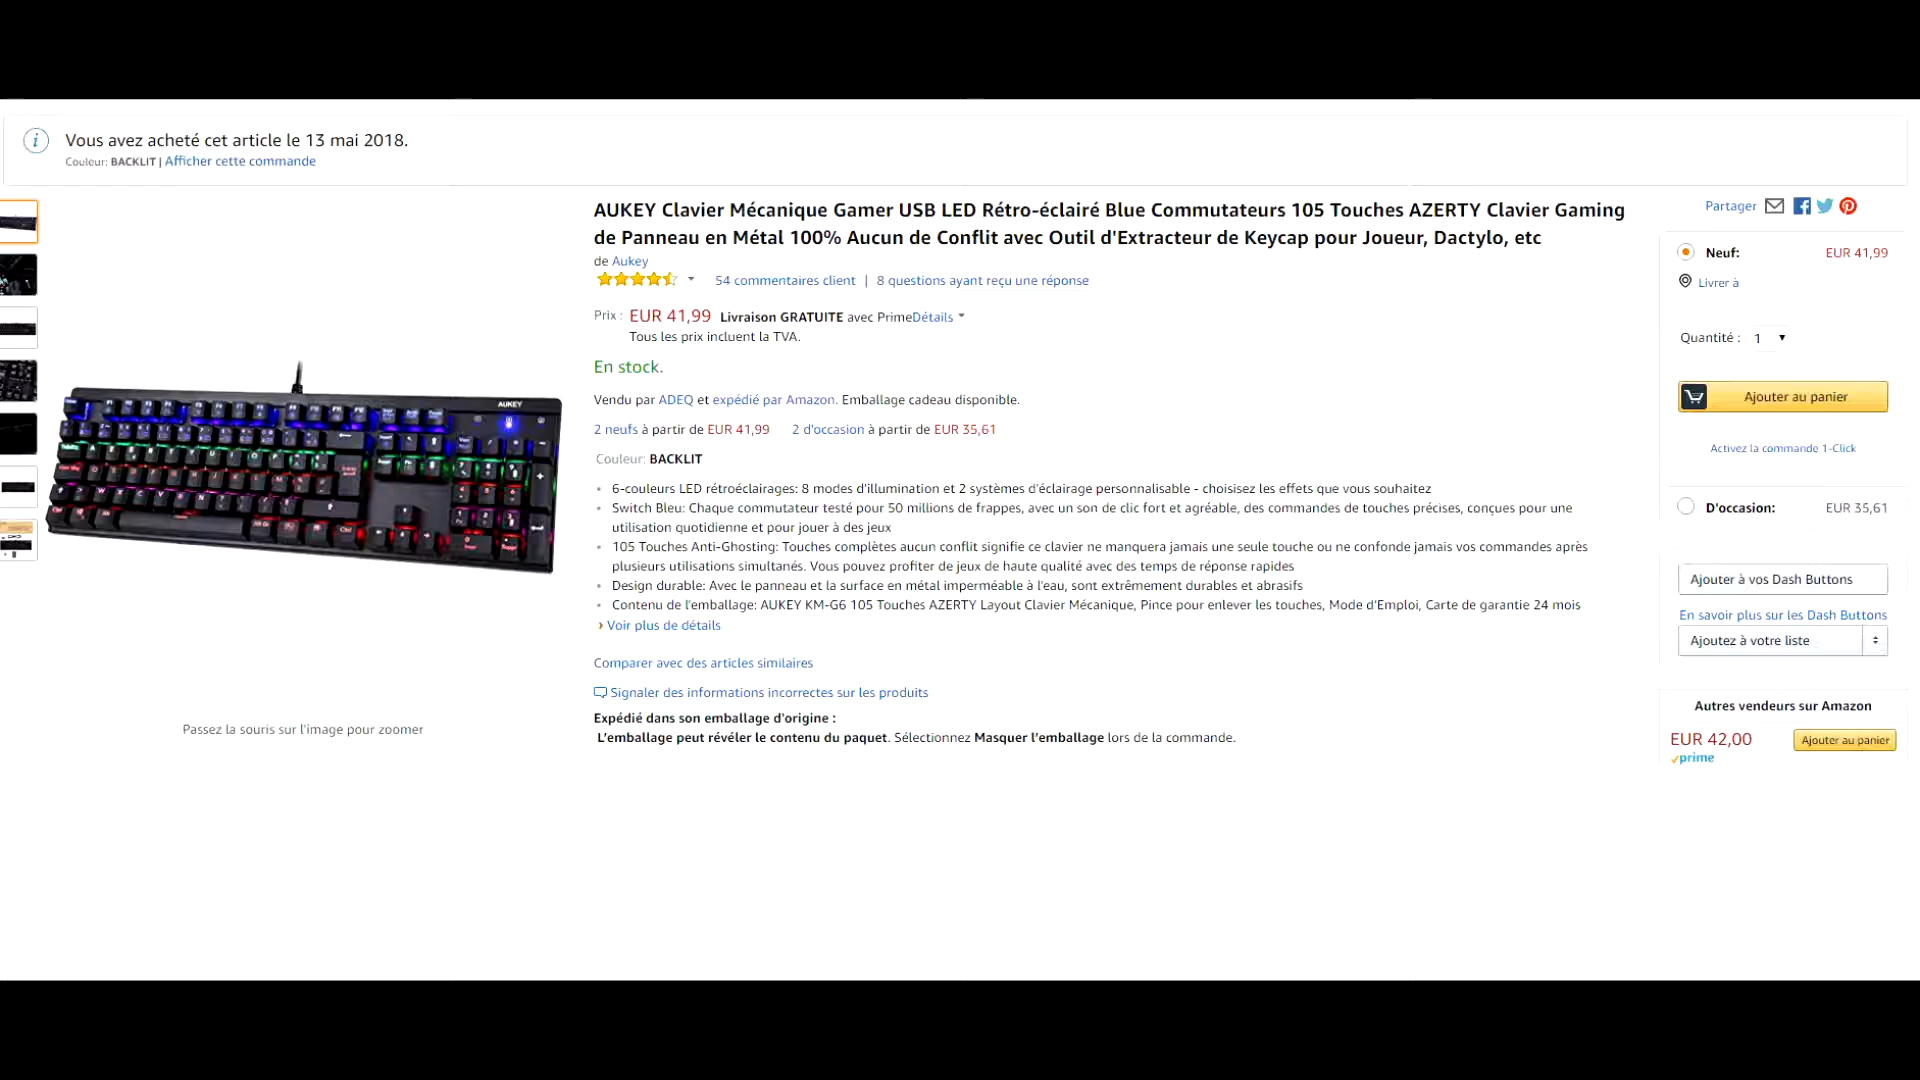 Vous avez acheté cet article le 13 mai 2018.
Couleur: BACKLIT | Afficher cette commande
AUKEY Clavier Mécanique Gamer USB LED Rétro-éclairé Blue Commutateurs 105 Touches AZERTY Clavier Gaming
de Panneau en Métal 100% Aucun de Conflit avec Outil d'Extracteur de Keycap pour Joueur, Dactylo, etc
de Aukey
54 commentaires client | 8 questions ayant reçu une réponse
Prix : EUR 41,99 Livraison GRATUITE avec PrimeDétails
Tous les prix incluent la TVA.
En stock.
Vendu par ADEQ et expédié par Amazon. Emballage cadeau disponible.
2 neufs à partir de EUR 41,99 2 d'occasion à partir de EUR 35,61
Couleur: BACKLIT
6-couleurs LED rétroéclairages: 8 modes d'illumination et 2 systèmes d'éclairage personnalisable - choisisez les effets que vous souhaitez
Switch Bleu: Chaque commutateur testé pour 50 millions de frappes, avec un son de clic fort et agréable, des commandes de touches précises, conçues pour une
utilisation quotidienne et pour jouer à des jeux
105 Touches Anti-Ghosting: Touches complètes aucun conflit signifie ce clavier ne manquera jamais une seule touche ou ne confonde jamais vos commandes après
plusieurs utilisations simultanés. Vous pouvez profiter de jeux de haute qualité avec des temps de réponse rapides
Design durable: Avec le panneau et la surface en métal imperméable à l'eau, sont extrêmement durables et abrasifs
Contenu de l'emballage: AUKEY KM-G6 105 Touches AZERTY Layout Clavier Mécanique, Pince pour enlever les touches, Mode d'Emploi, Carte de garantie 24 mois
› Voir plus de détails
Comparer avec des articles similaires
Signaler des informations incorrectes sur les produits
Expédié dans son emballage d'origine :
L'emballage peut révéler le contenu du paquet. Sélectionnez Masquer l'emballage lors de la commande.
AUKEY
Passez la souris sur l'image pour zoomer
Partager
Neuf: EUR 41,99
Livrer à
Quantité : 1
Ajouter au panier
Activez la commande 1-Click
D'occasion: EUR 35,61
Ajouter à vos Dash Buttons
En savoir plus sur les Dash Buttons
Ajoutez à votre liste
Autres vendeurs sur Amazon
EUR 42,00 Ajouter au panier
prime